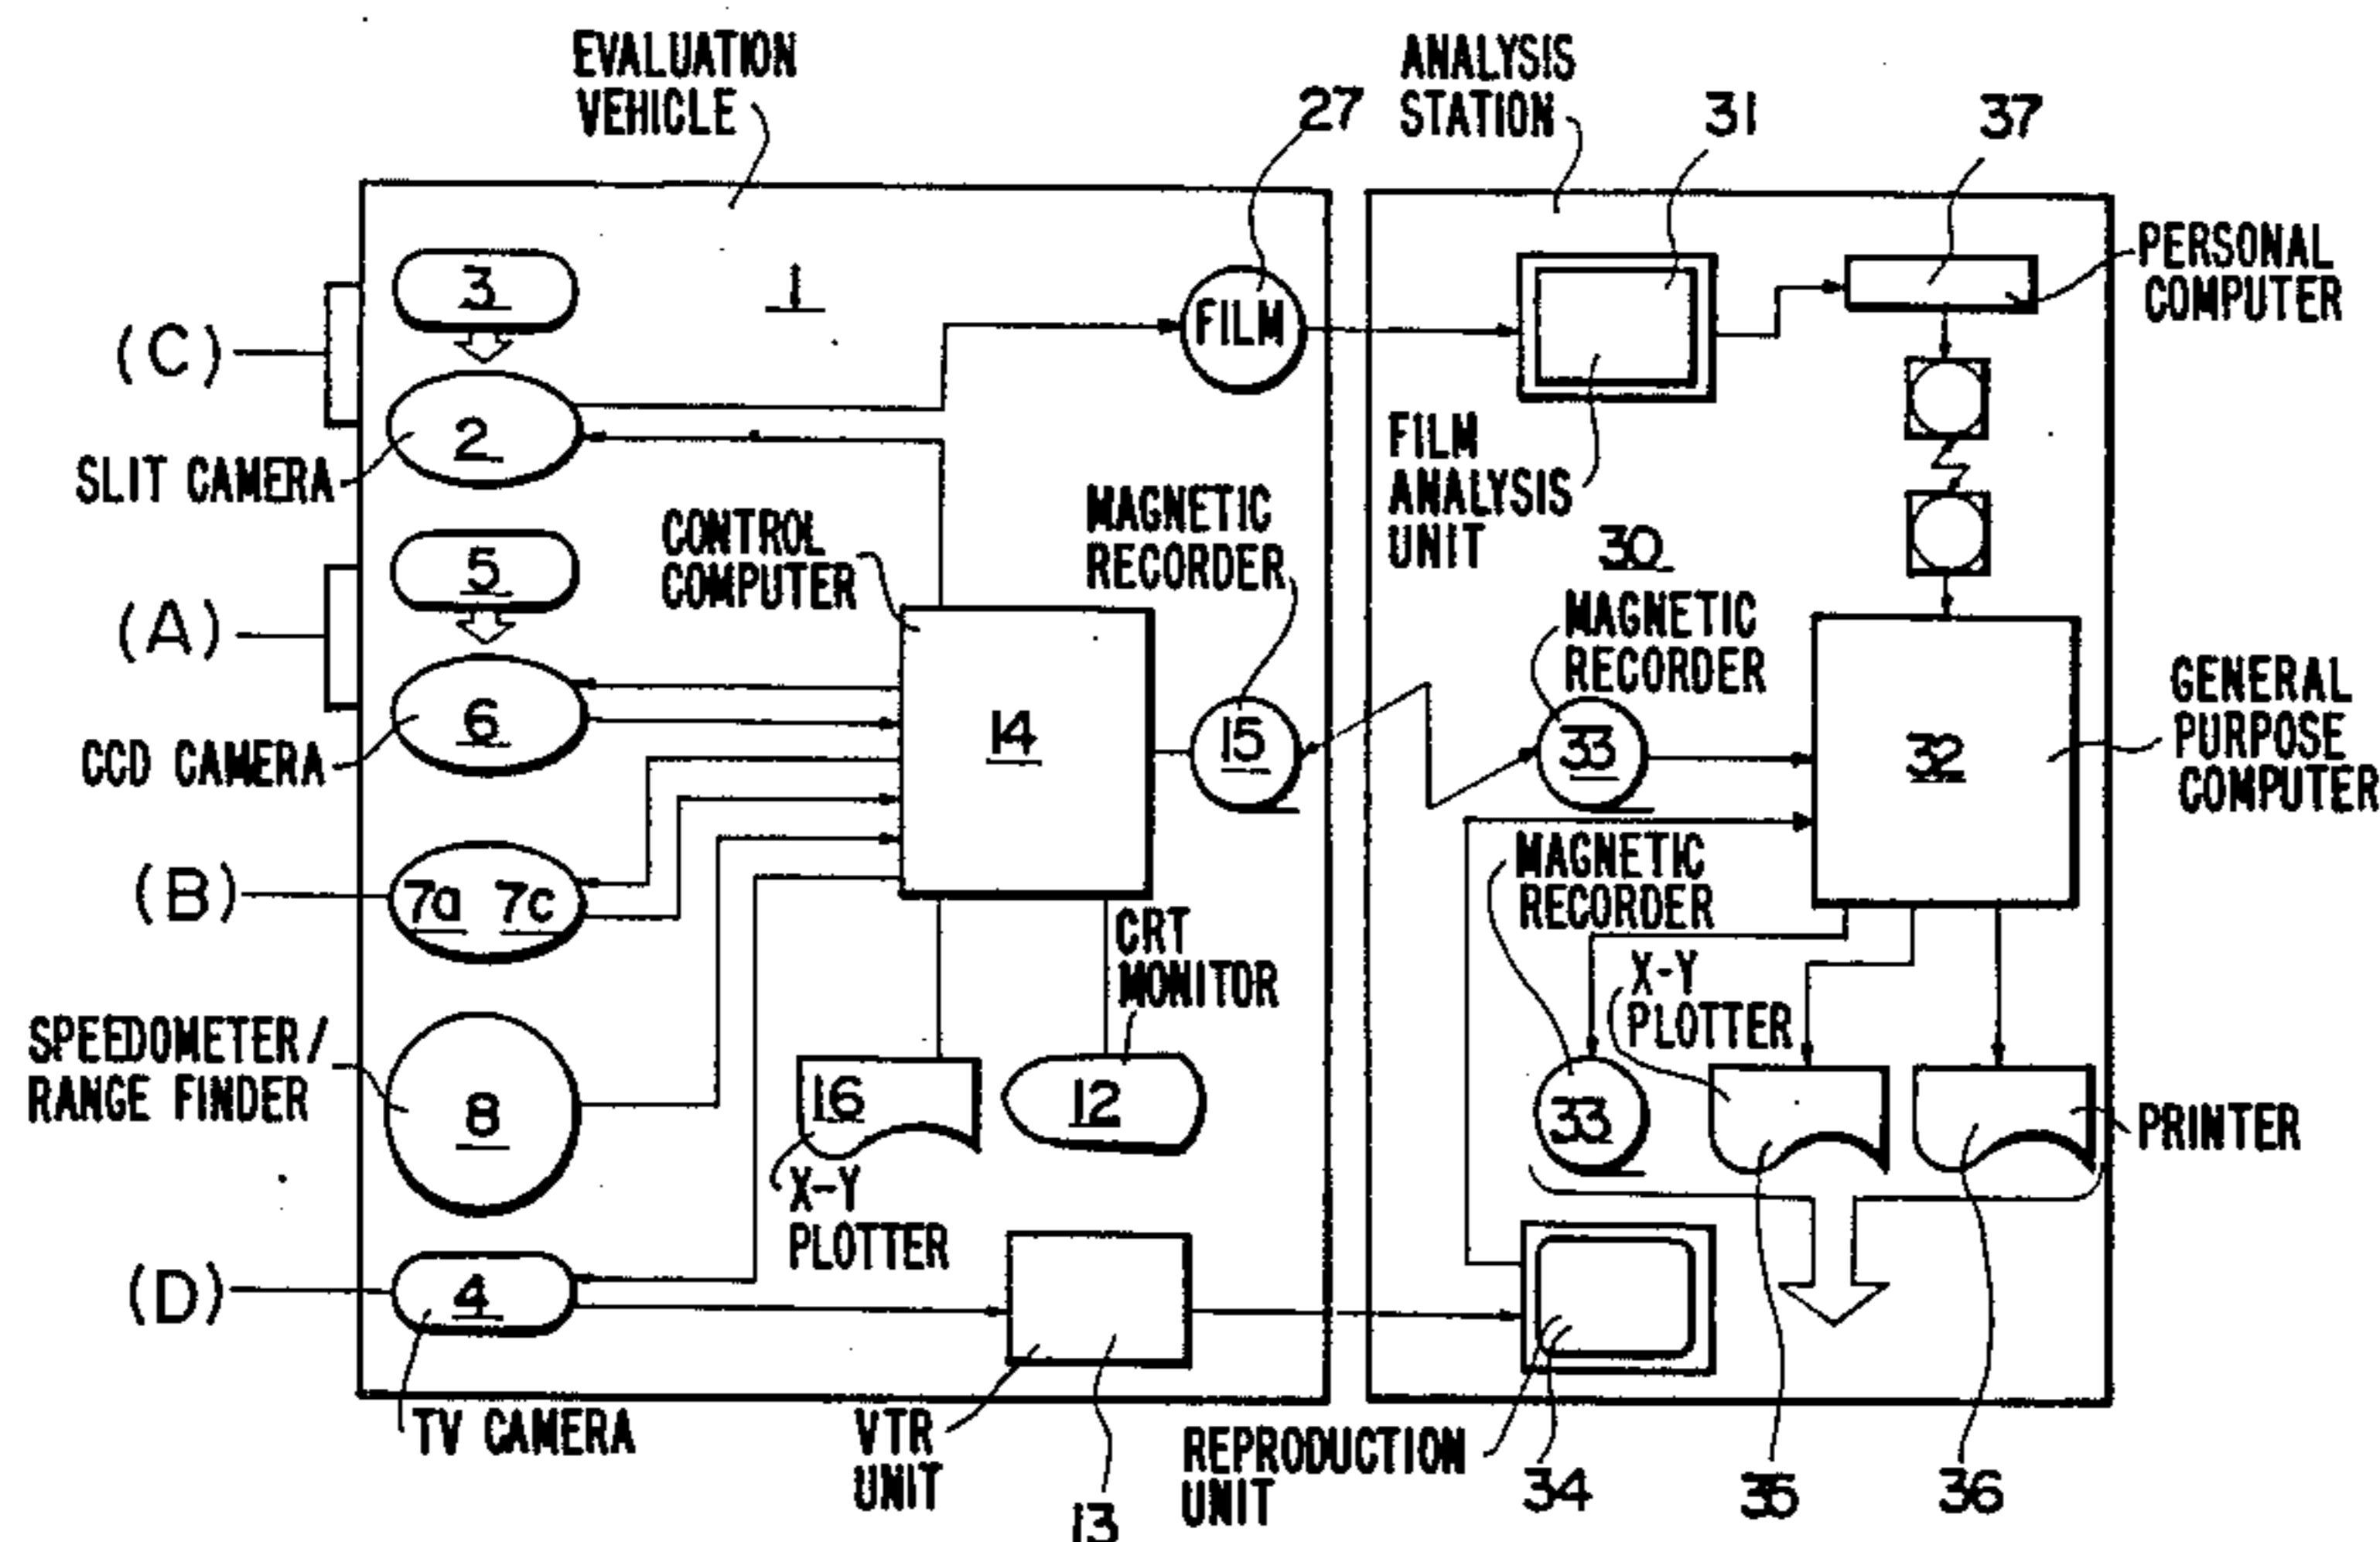 EVALUATION
VEHICLE
ANALYSIS
STATION
27
31
37
3
1
FILM
PERSONAL
COMPUTER
(C)
2
SLIT CAMERA
FILM
ANALYSIS
UNIT
30
CONTROL
COMPUTER
MAGNETIC
RECORDER
5
(A)
6
CCD CAMERA
14
15
MAGNETIC
RECORDER
33
32
GENERAL
PURPOSE
COMPUTER
(B)
7a 7c
CRT
MONITOR
MAGNETIC
RECORDER
X-Y
PLOTTER
SPEEDOMETER/
RANGE FINDER
8
16
12
X-Y
PLOTTER
33
PRINTER
(D)
4
TV CAMERA
VTR
UNIT
13
REPRODUCTION
UNIT
34
35
36